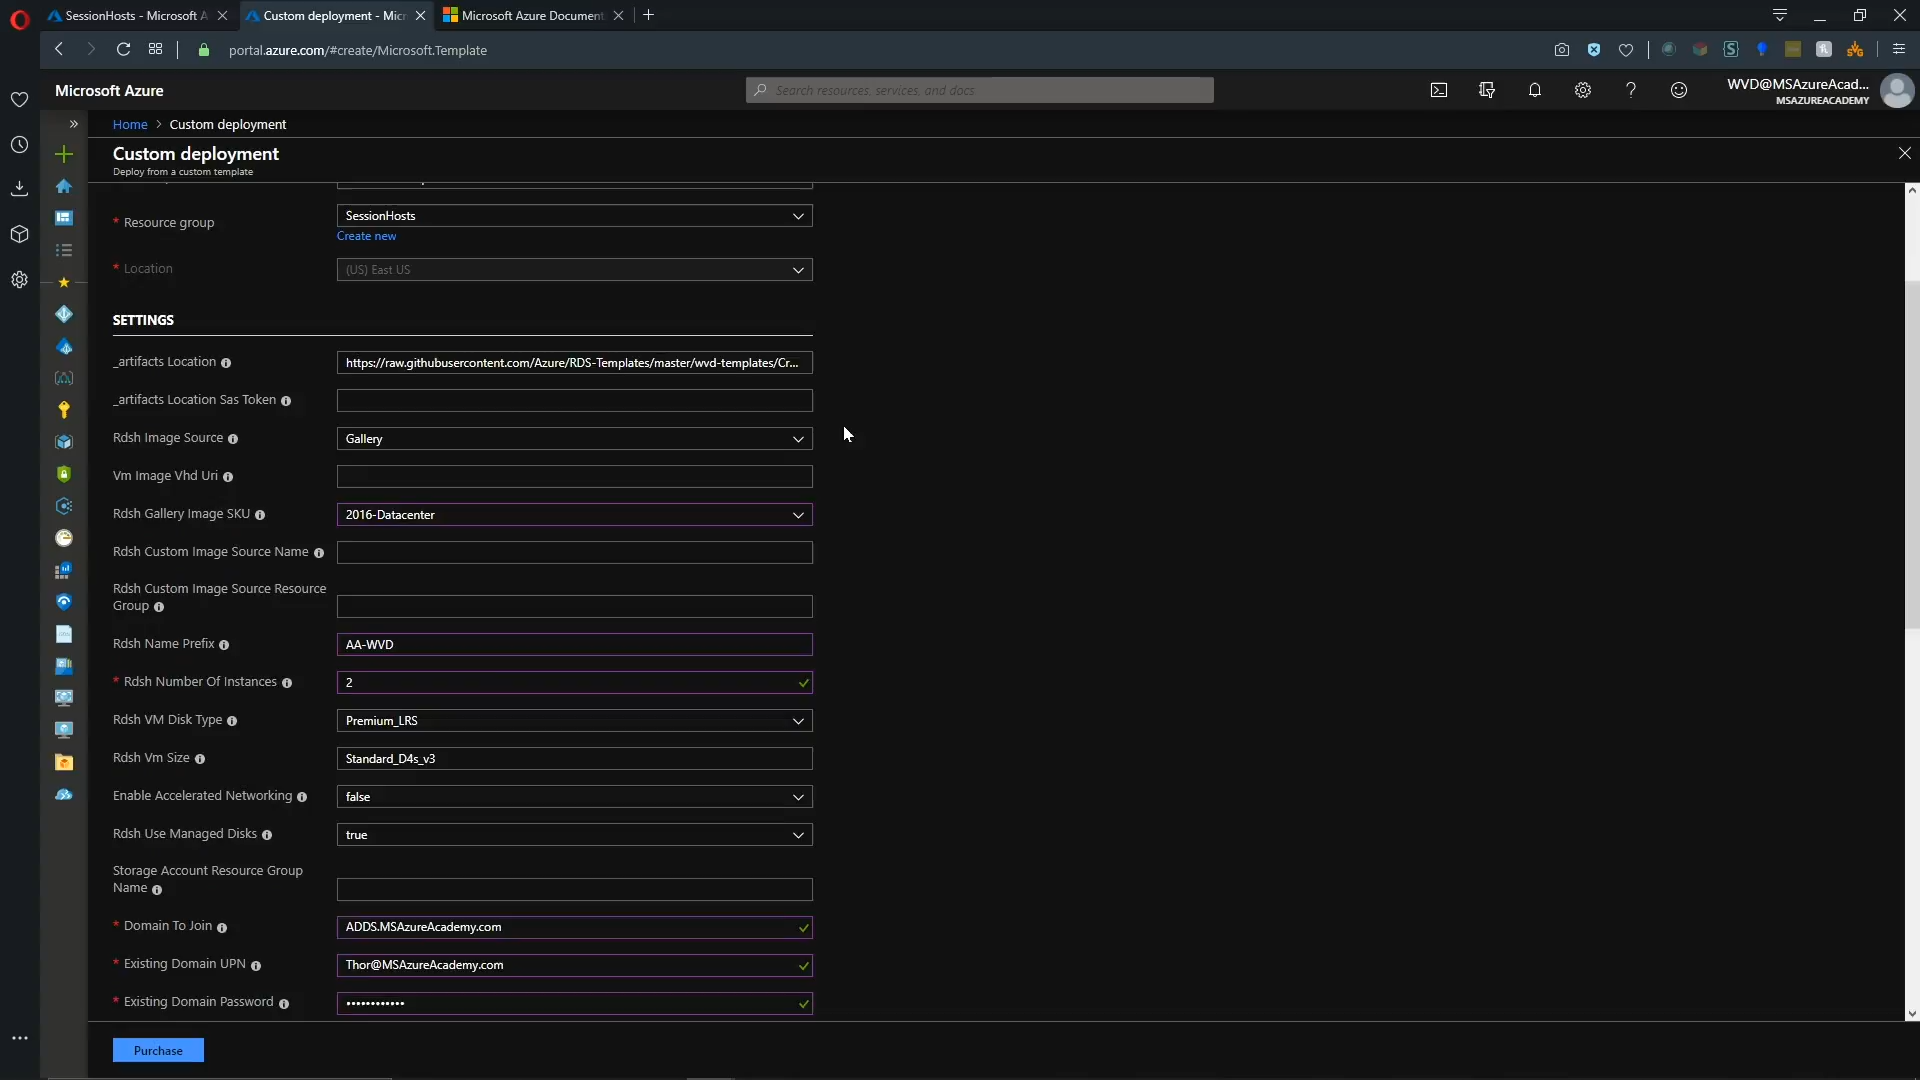 SessionHosts - Microsoft A
Custom deployment - Mic
Microsoft Azure Document
portal.azure.com/#create/Microsoft.Template
Microsoft Azure
Search resources, services, and docs
WVD@MSAzureAcad...
MSAZUREACADEMY
Home > Custom deployment
Custom deployment
Deploy from a custom template
* Resource group
SessionHosts
Create new
* Location
(US) East US
SETTINGS
_artifacts Location
https://raw.githubusercontent.com/Azure/RDS-Templates/master/wvd-templates/Cr...
_artifacts Location Sas Token
Rdsh Image Source
Gallery
Vm Image Vhd Uri
Rdsh Gallery Image SKU
2016-Datacenter
Rdsh Custom Image Source Name
Rdsh Custom Image Source Resource
Group
Rdsh Name Prefix
AA-WVD
* Rdsh Number Of Instances
2
Rdsh VM Disk Type
Premium_LRS
Rdsh Vm Size
Standard_D4s_v3
Enable Accelerated Networking
false
Rdsh Use Managed Disks
true
Storage Account Resource Group
Name
* Domain To Join
ADDS.MSAzureAcademy.com
* Existing Domain UPN
Thor@MSAzureAcademy.com
* Existing Domain Password
••••••••••••
Purchase